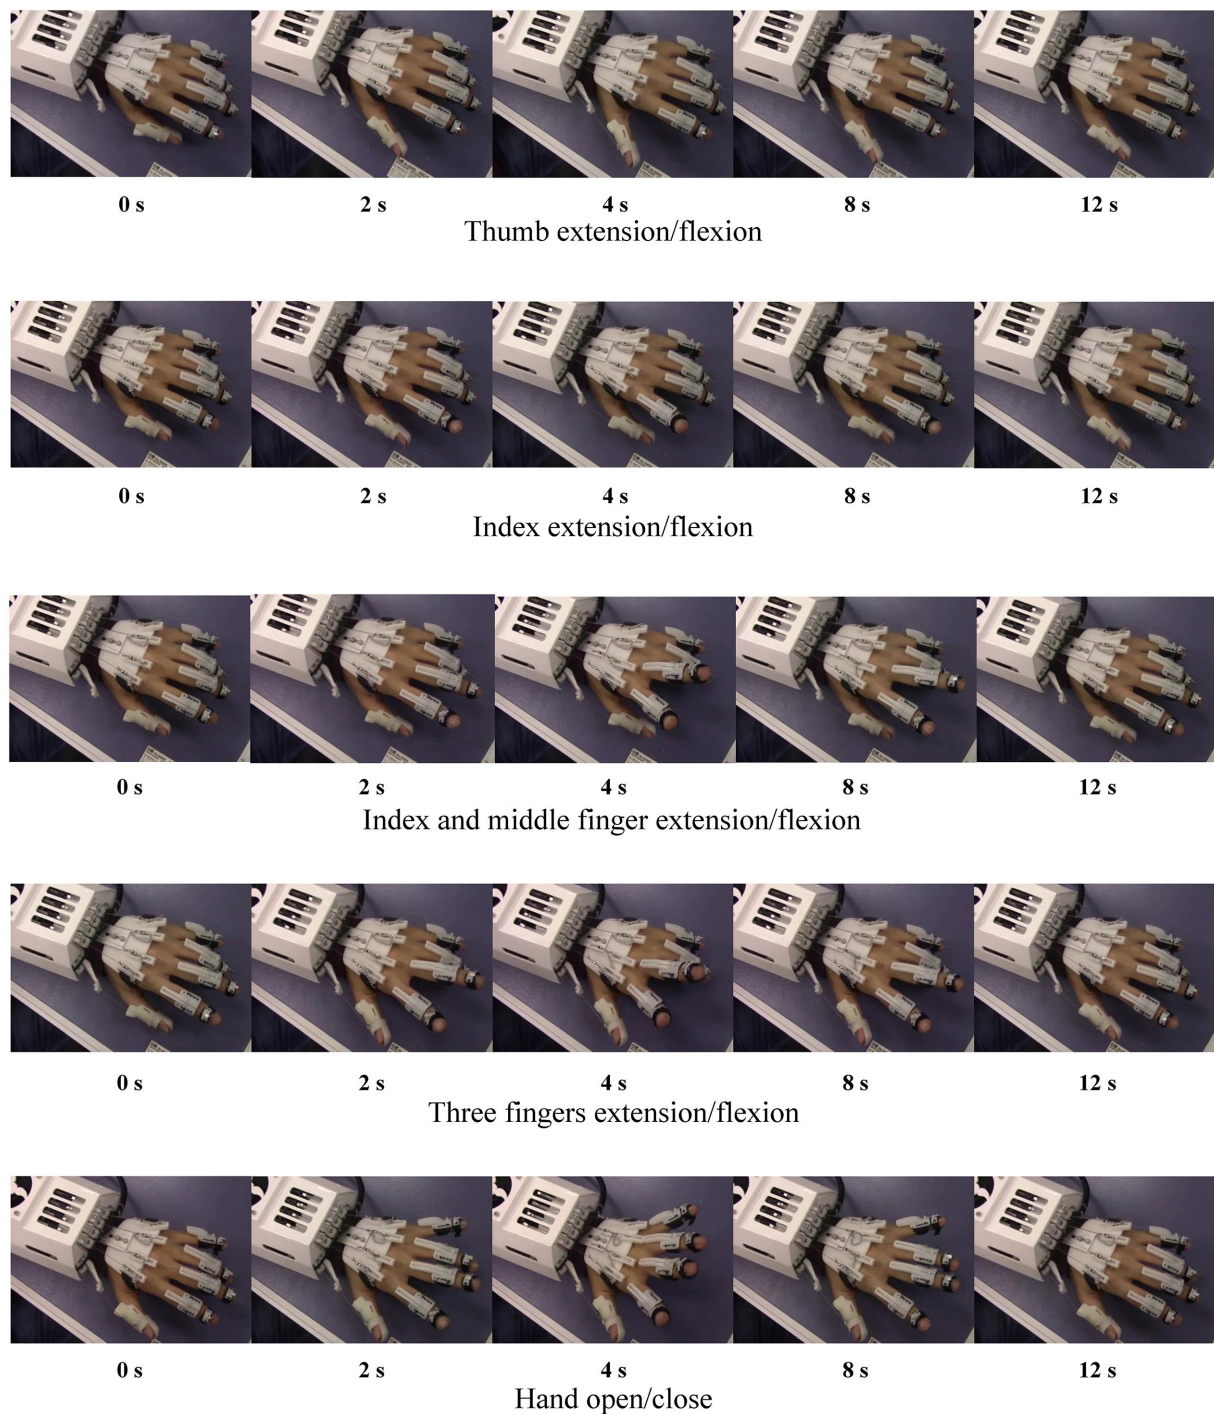 0 s 2 s 4 s 8 s 12 s
Thumb extension/flexion
0 s 2 s 4 s 8 s 12 s
Index extension/flexion
0 s 2 s 4 s 8 s 12 s
Index and middle finger extension/flexion
0 s 2 s 4 s 8 s 12 s
Three fingers extension/flexion
0 s 2 s 4 s 8 s 12 s
Hand open/close